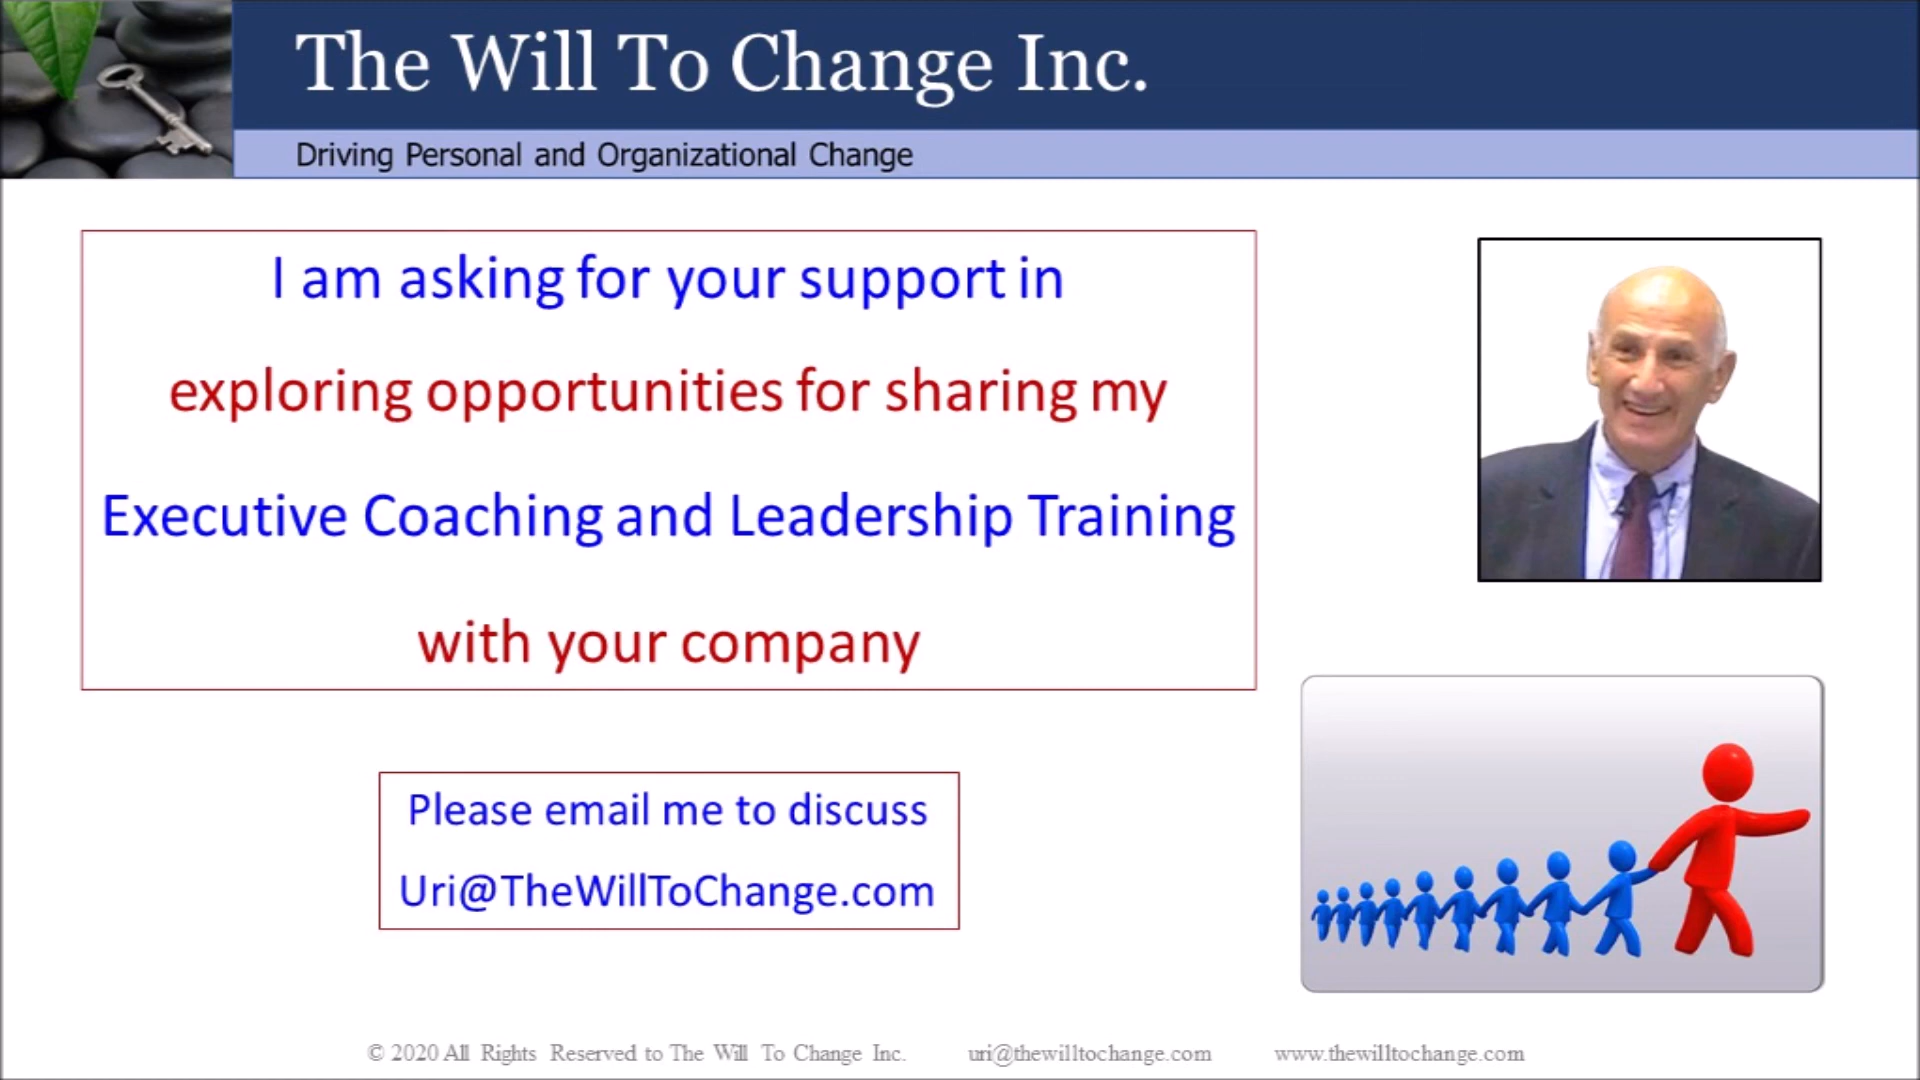 The Will To Change Inc.
Driving Personal and Organizational Change
I am asking for your support in
exploring opportunities for sharing my
Executive Coaching and Leadership Training
with your company
Please email me to discuss
Uri@TheWillToChange.com
© 2020 All Rights Reserved to The Will To Change Inc. uri@thewilltochange.com www.thewilltochange.com